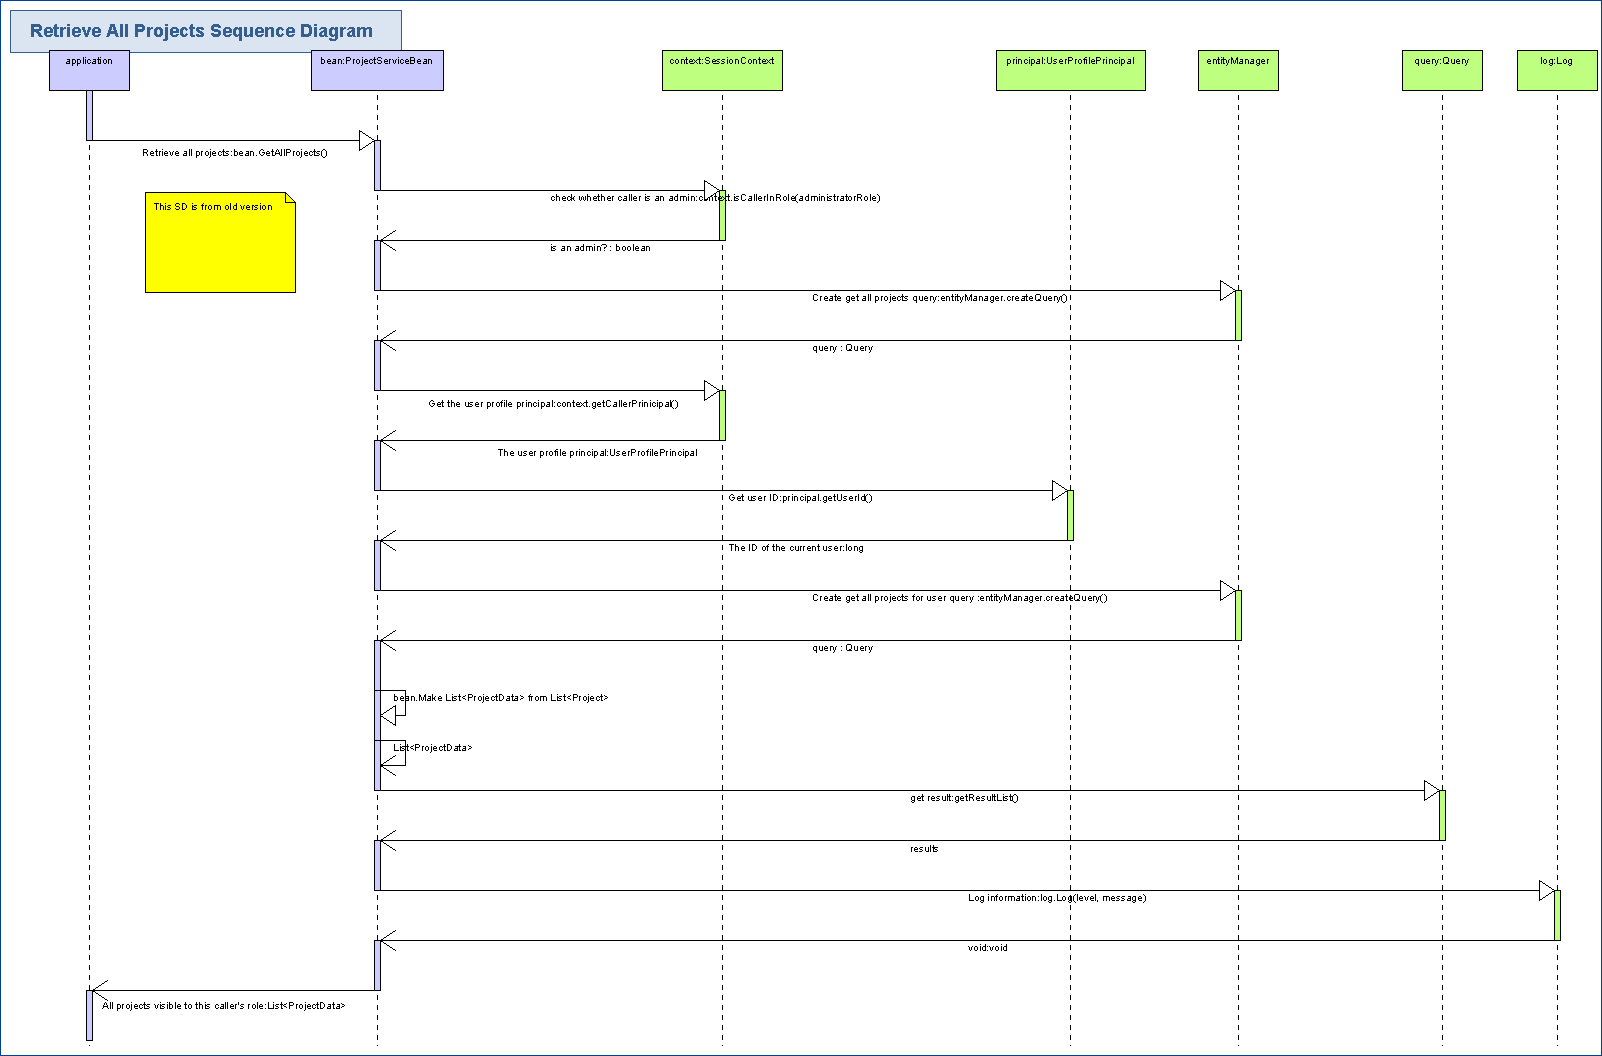 Retrieve All Projects Sequence Diagram
application
bean:ProjectServiceBean
context:SessionContext
principal:UserProfilePrincipal
entityManager
query:Query
log:Log
Retrieve all projects:bean.GetAllProjects()
check whether caller is an admin:context.isCallerInRole(administratorRole)
This SD is from old version
is an admin? : boolean
Create get all projects query:entityManager.createQuery()
query : Query
Get the user profile principal:context.getCallerPrinicipal()
The user profile principal:UserProfilePrincipal
Get user ID:principal.getUserId()
The ID of the current user:long
Create get all projects for user query :entityManager.createQuery()
query : Query
bean.Make List<ProjectData> from List<Project>
List<ProjectData>
get result:getResultList()
results
Log information:log.Log(level, message)
void:void
All projects visible to this caller's role:List<ProjectData>